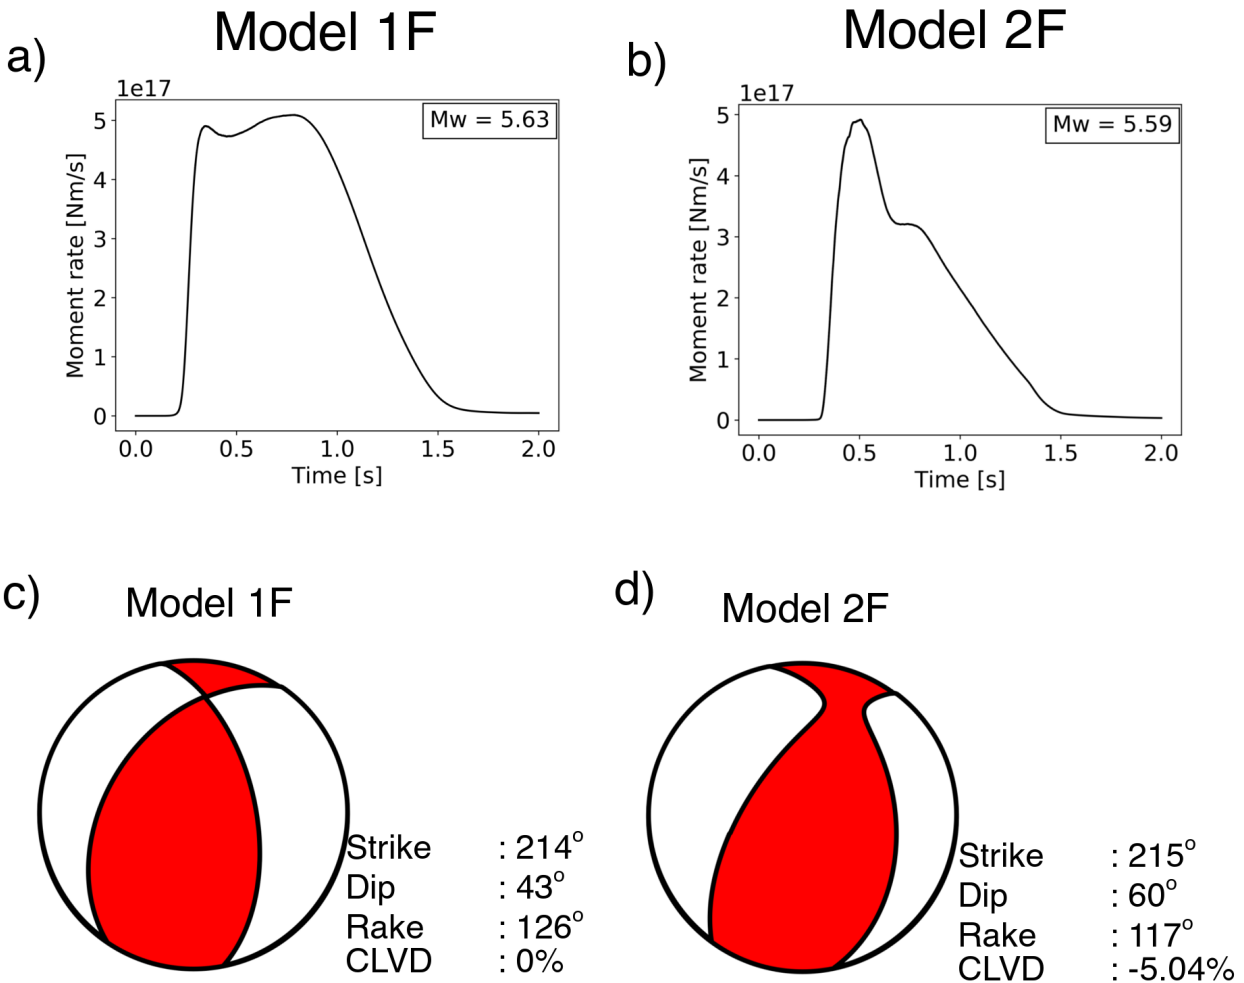 Model 1F
a)
1e17
Mw = 5.63
Moment rate [Nm/s]
5
4
3
2
1
0
0.0 0.5 1.0 1.5 2.0
Time [s]
Model 2F
b)
1e17
Mw = 5.59
Moment rate [Nm/s]
5
4
3
2
1
0
0.0 0.5 1.0 1.5 2.0
Time [s]
c)
Model 1F
Strike : 214°
Dip : 43°
Rake : 126°
CLVD : 0%
d)
Model 2F
Strike : 215°
Dip : 60°
Rake : 117°
CLVD : -5.04%